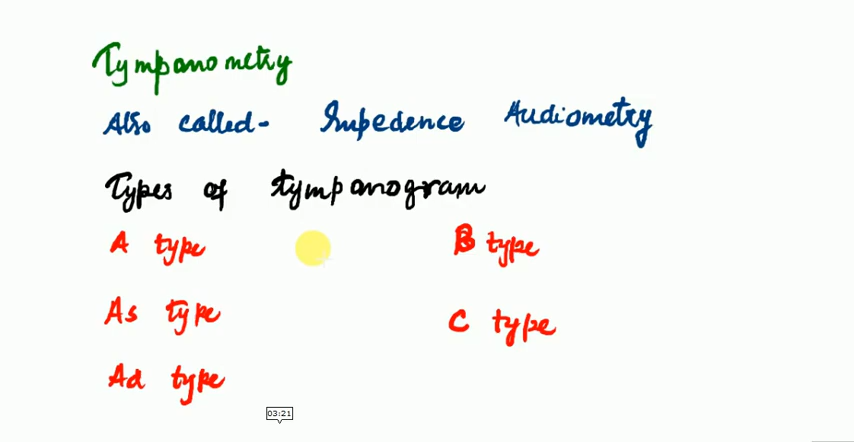 Tympanometry
Also called- Impedence Audiometry
Types of tympanogram
A type B type
As type C type
Ad type
03:21